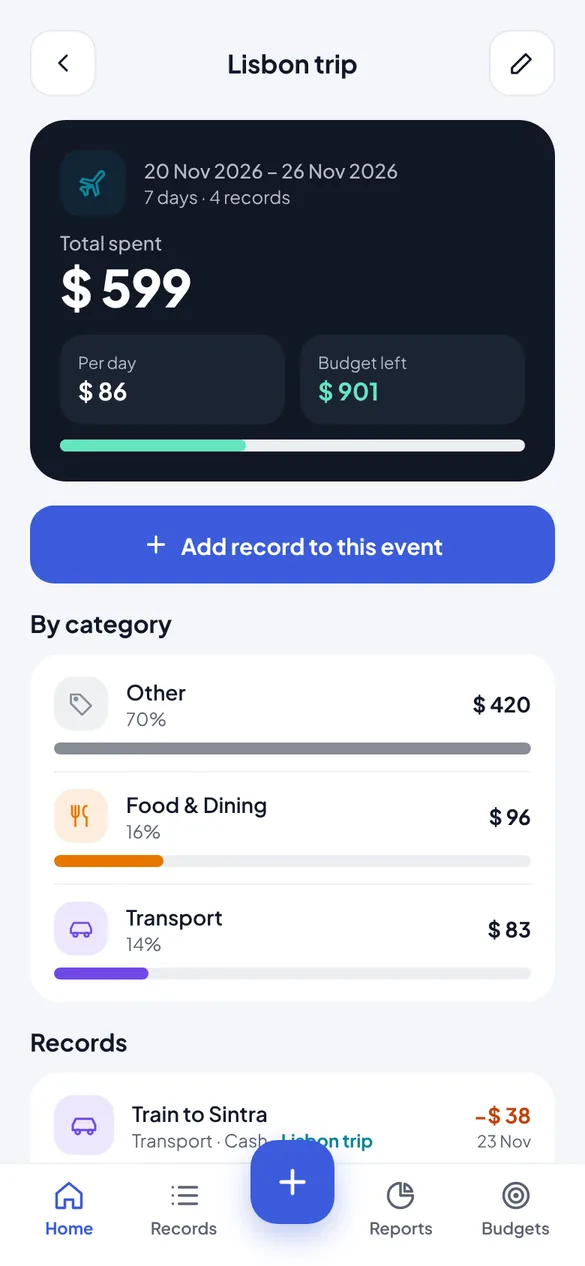 Lisbon trip
20 Nov 2026 – 26 Nov 2026
7 days · 4 records
Total spent
$ 599
Per day
$ 86
Budget left
$ 901
Add record to this event
By category
Other
70%
$ 420
Food & Dining
16%
$ 96
Transport
14%
$ 83
Records
Train to Sintra
–$ 38
Transport · Cash · Lisbon trip
23 Nov
Home
Records
Reports
Budgets